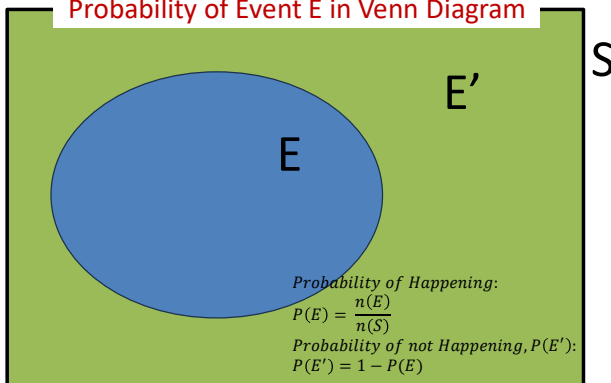 Probability of Event E in Venn Diagram
S
E′
E
Probability of Happening:
P(E) = n(E)/n(S)
Probability of not Happening, P(E′):
P(E′) = 1 − P(E)